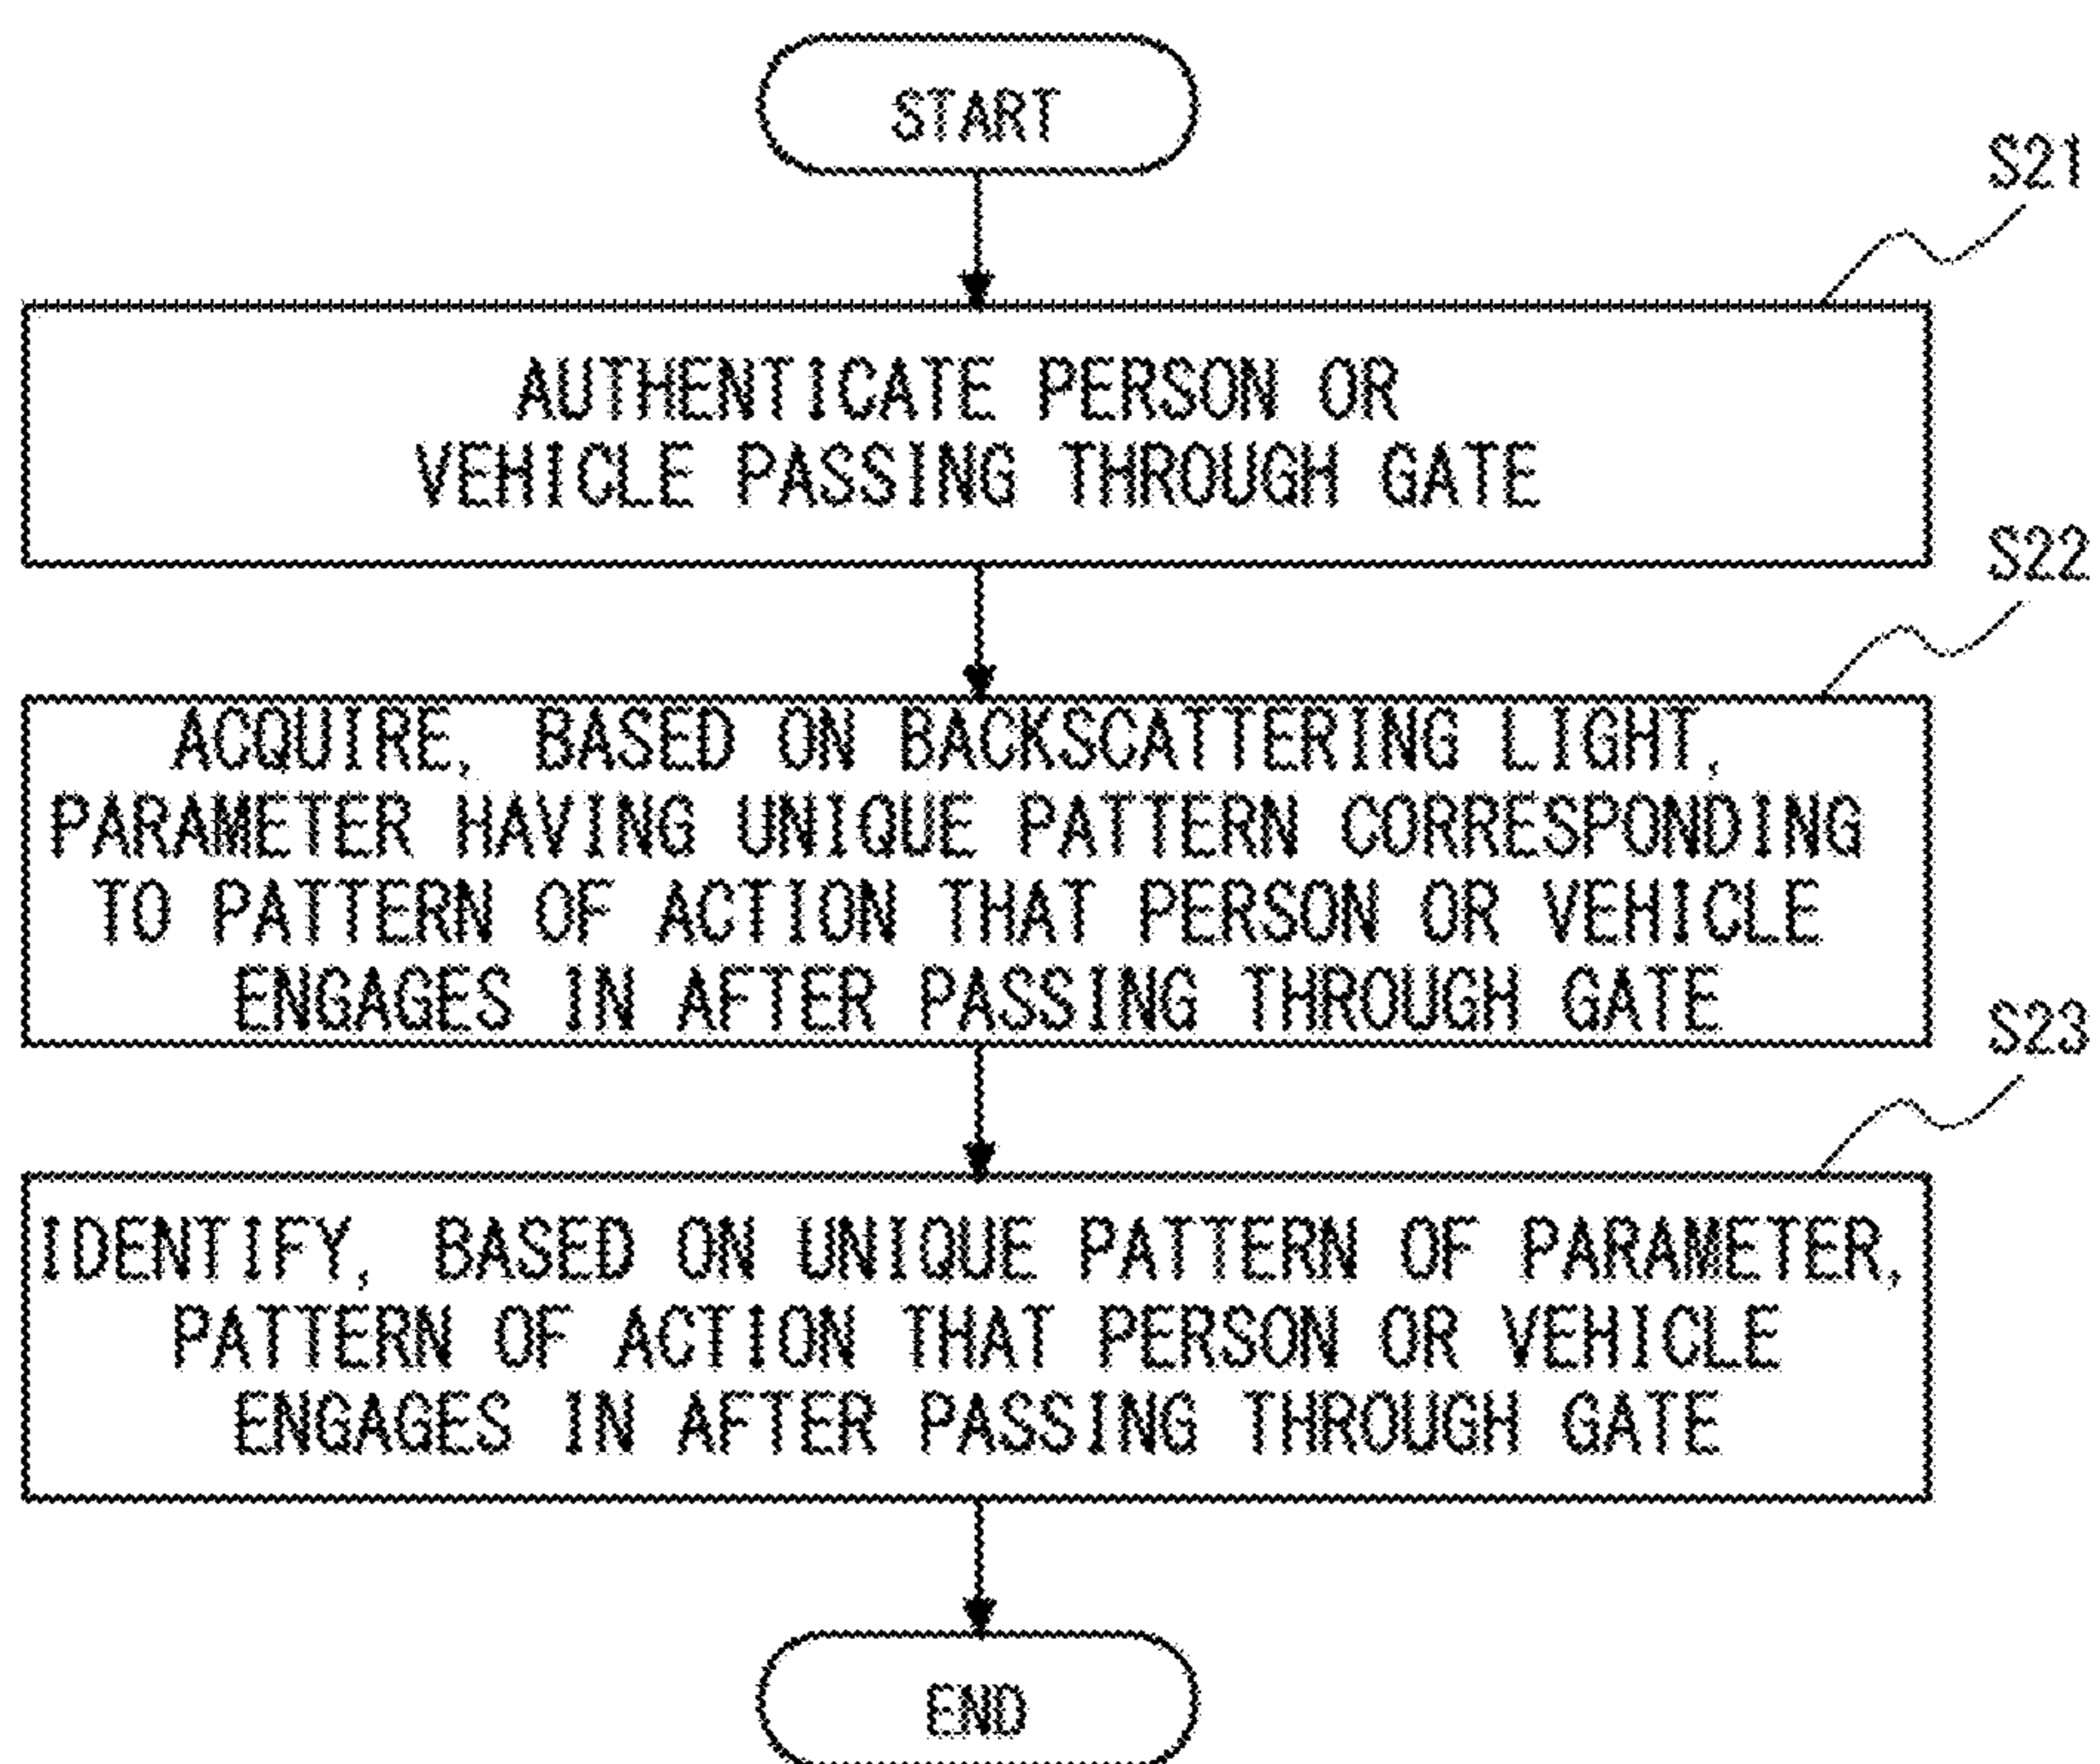 START
S21
AUTHENTICATE PERSON OR
VEHICLE PASSING THROUGH GATE
S22
ACQUIRE, BASED ON BACKSCATTERING LIGHT,
PARAMETER HAVING UNIQUE PATTERN CORRESPONDING
TO PATTERN OF ACTION THAT PERSON OR VEHICLE
ENGAGES IN AFTER PASSING THROUGH GATE
S23
IDENTIFY, BASED ON UNIQUE PATTERN OF PARAMETER,
PATTERN OF ACTION THAT PERSON OR VEHICLE
ENGAGES IN AFTER PASSING THROUGH GATE
END